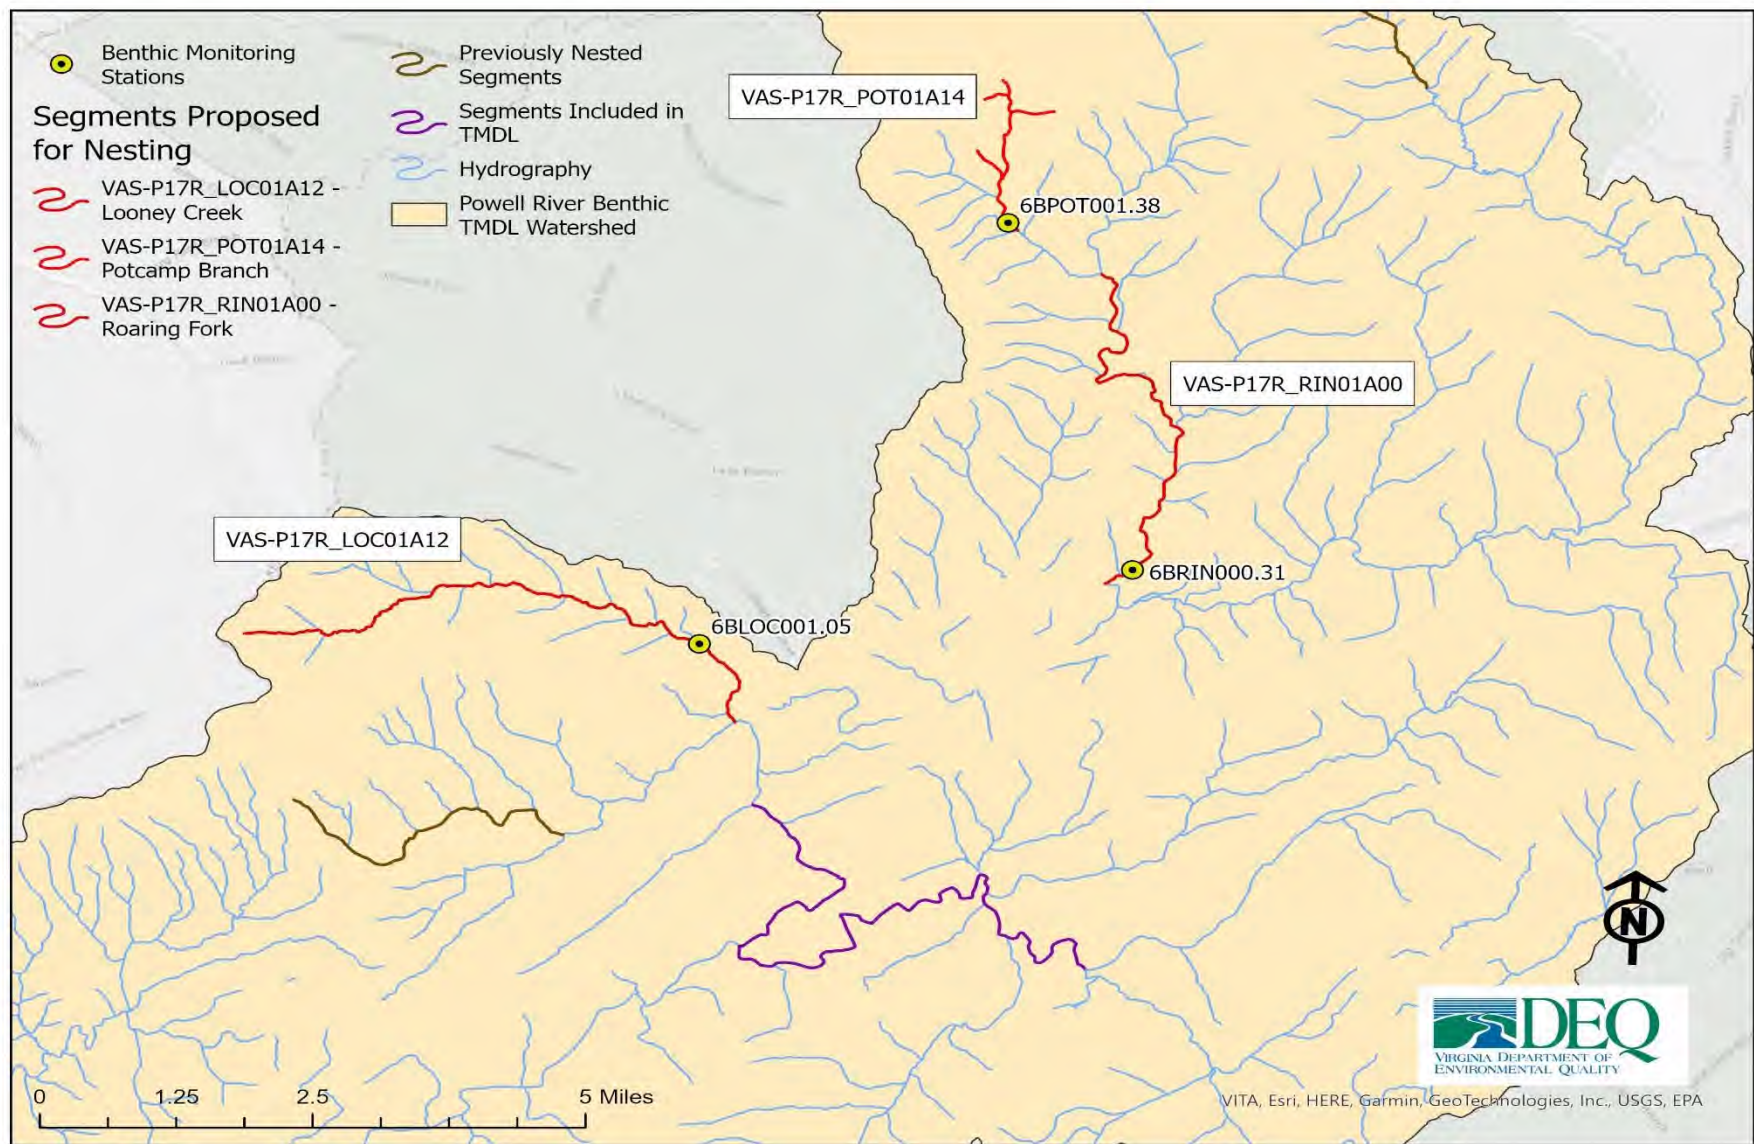 Benthic Monitoring
Stations
Segments Proposed
for Nesting
VAS-P17R_LOC01A12 -
Looney Creek
VAS-P17R_POT01A14 -
Potcamp Branch
VAS-P17R_RIN01A00 -
Roaring Fork
Previously Nested
Segments
Segments Included in
TMDL
Hydrography
Powell River Benthic
TMDL Watershed
VAS-P17R_POT01A14
6BPOT001.38
VAS-P17R_RIN01A00
6BRIN000.31
VAS-P17R_LOC01A12
6BLOC001.05
N
DEQ
VIRGINIA DEPARTMENT OF
ENVIRONMENTAL QUALITY
0 1.25 2.5 5 Miles
VITA, Esri, HERE, Garmin, GeoTechnologies, Inc., USGS, EPA